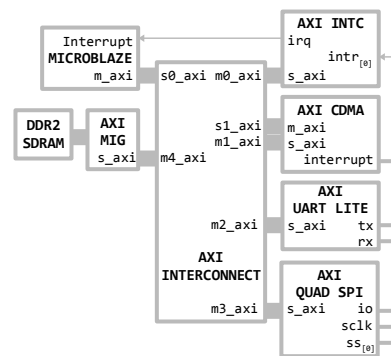 AXI INTC
irq
intr[0]
s_axi
Interrupt
MICROBLAZE
m_axi
s0_axi m0_axi
AXI CDMA
m_axi
s_axi
interrupt
s1_axi
m1_axi
DDR2
SDRAM
AXI
MIG
s_axi
m4_axi
AXI
UART LITE
s_axi tx
rx
m2_axi
AXI
INTERCONNECT
m3_axi
AXI
QUAD SPI
s_axi io
sclk
ss[0]